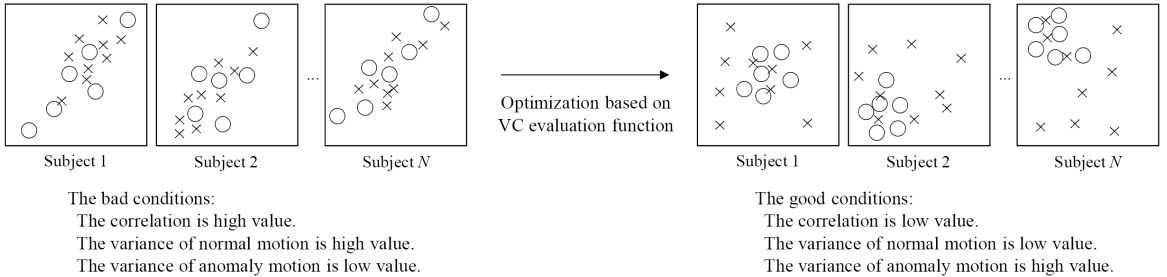 ...
...
Optimization based on
VC evaluation function
Subject 1
Subject 2
Subject N
Subject 1
Subject 2
Subject N
The bad conditions:
The correlation is high value.
The variance of normal motion is high value.
The variance of anomaly motion is low value.
The good conditions:
The correlation is low value.
The variance of normal motion is low value.
The variance of anomaly motion is high value.